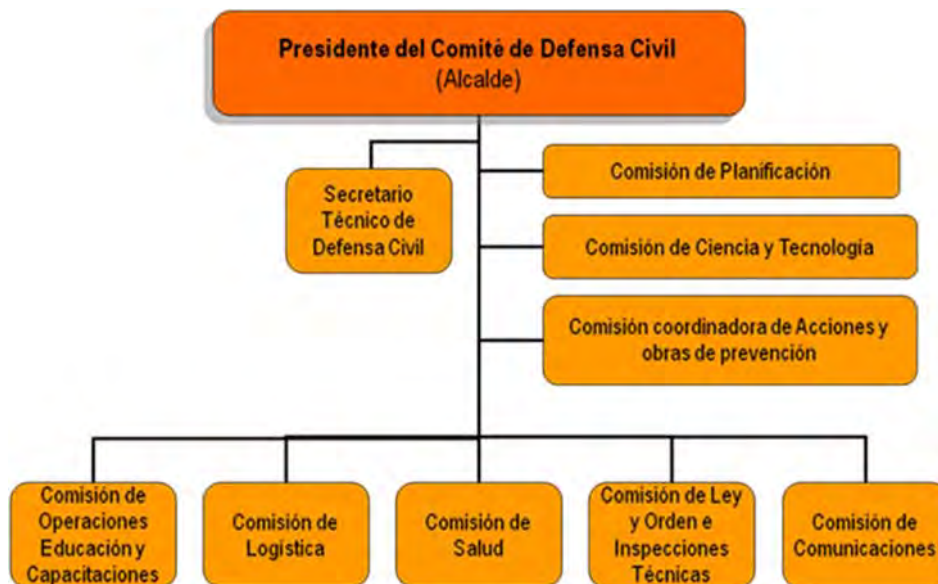 Presidente del Comité de Defensa Civil
(Alcalde)
Secretario
Técnico de
Defensa Civil
Comisión de Planificación
Comisión de Ciencia y Tecnología
Comisión coordinadora de Acciones y
obras de prevención
Comisión de
Operaciones
Educación y
Capacitaciones
Comisión de
Logística
Comisión de
Salud
Comisión de Ley
y Orden e
Inspecciones
Técnicas
Comisión de
Comunicaciones